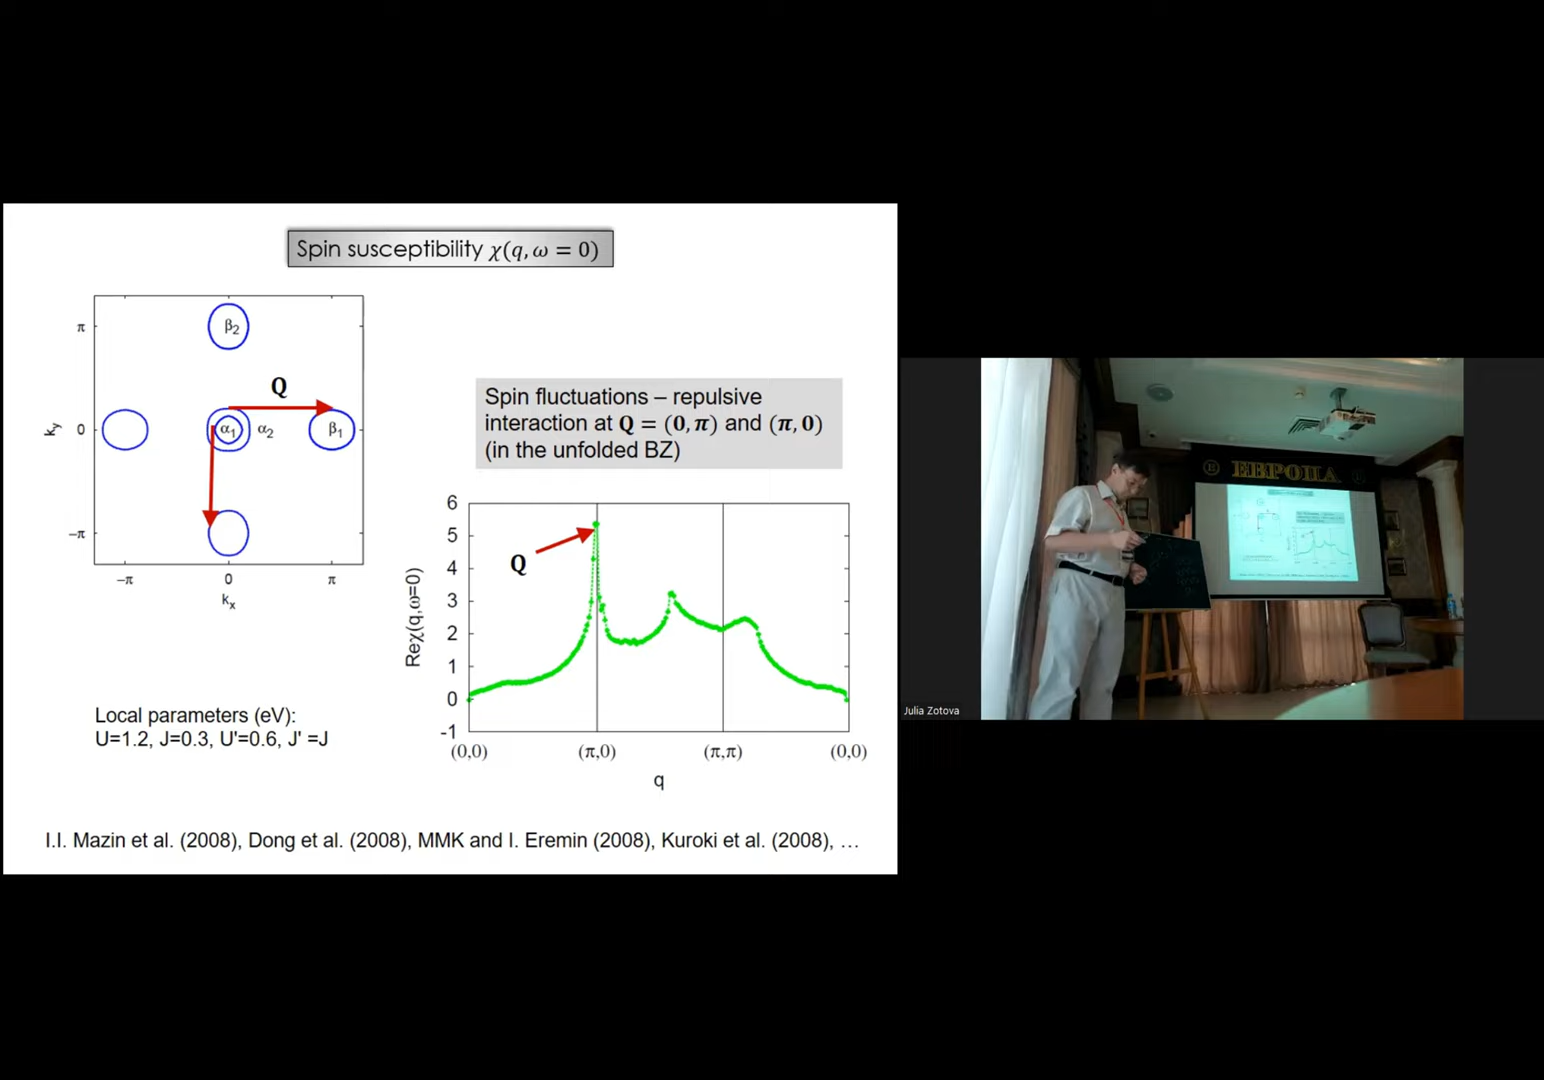 Spin susceptibility χ(q, ω = 0)
β₂
π
Q
Spin fluctuations – repulsive
interaction at Q = (0, π) and (π, 0)
(in the unfolded BZ)
k_y
0
α₁
α₂
β₁
−π
−π
0
π
k_x
6
5
4
3
2
1
0
-1
Q
Reχ(q,ω=0)
(0,0)
(π,0)
(π,π)
(0,0)
q
Local parameters (eV):
U=1.2, J=0.3, U'=0.6, J' =J
I.I. Mazin et al. (2008), Dong et al. (2008), MMK and I. Eremin (2008), Kuroki et al. (2008), …
ЕВРОПА
Julia Zotova